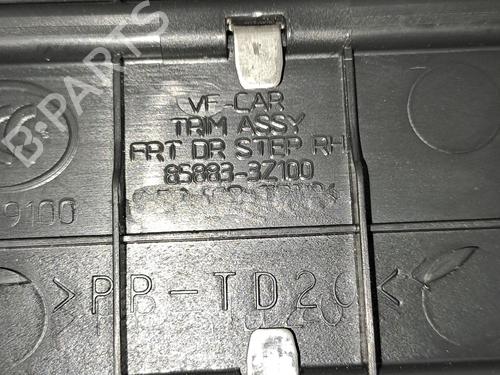 VF-CAR
TRIM ASSY
FRT DR STEP RH
85883-3Z100
9100
>PP-TD20<
B-PARTS